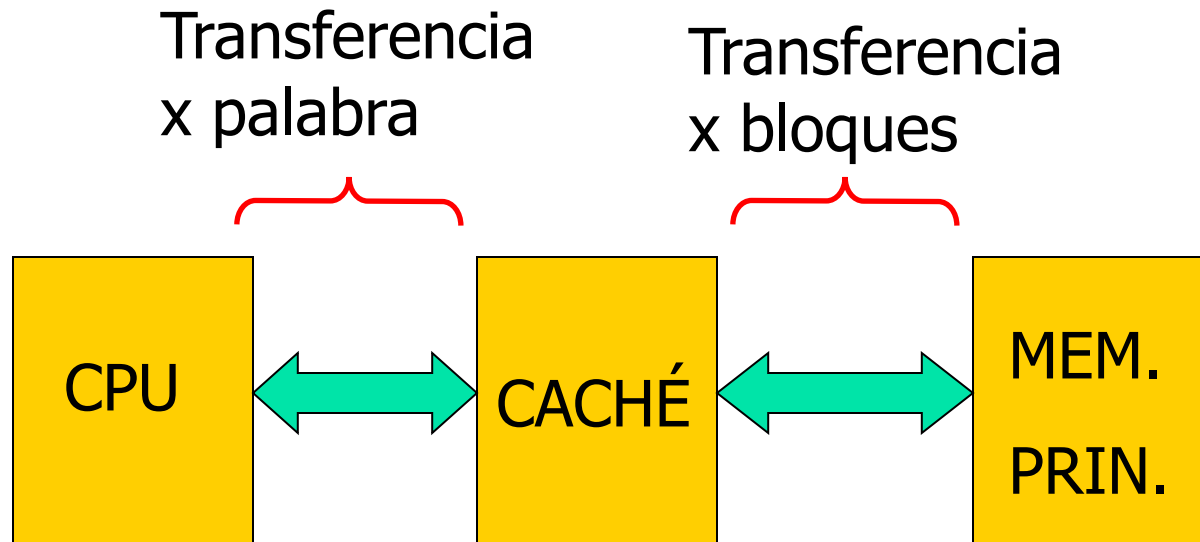 Transferencia
x palabra
Transferencia
x bloques
CPU
CACHÉ
MEM.
PRIN.